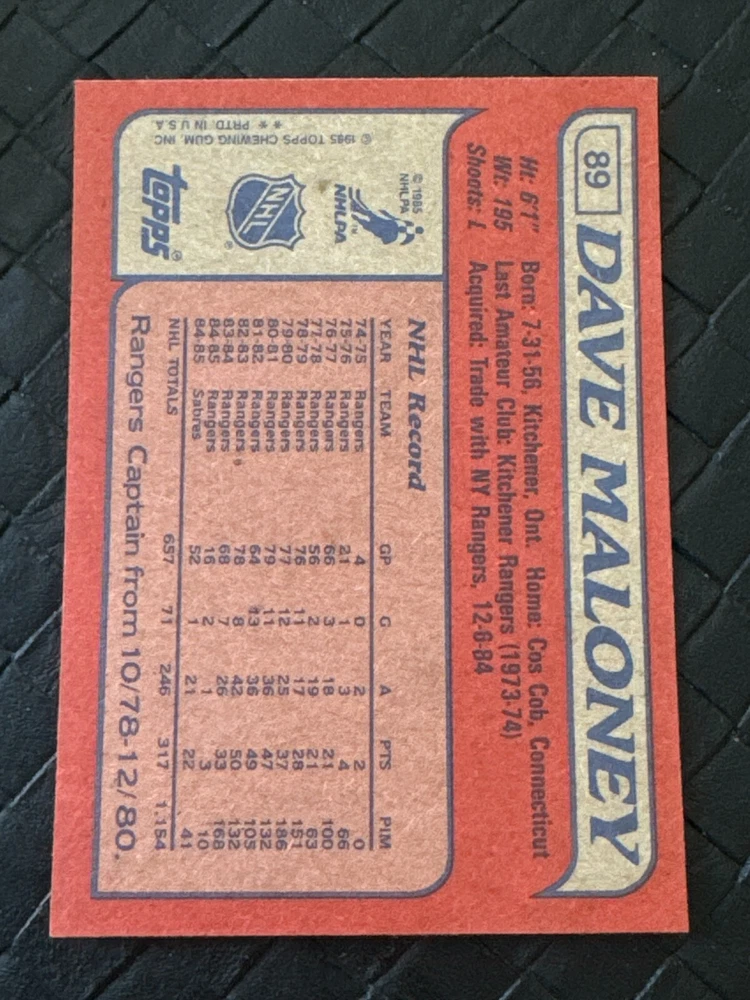 89 DAVE MALONEY
Ht: 6'1" Born: 7-31-56, Kitchener, Ont. Home: Cos Cob, Connecticut
Wt: 195 Last Amateur Club: Kitchener Rangers (1973-74)
Shoots: L Acquired: Trade with NY Rangers, 12-6-84
© 1985 NHLPA
NHLPA™
NHL®
topps®
© 1985 TOPPS CHEWING GUM, INC
* * PRTD. IN U.S.A
NHL Record
YEAR TEAM GP G A PTS PIM
74-75 Rangers 4 0 2 2 0
75-76 Rangers 21 1 3 4 66
76-77 Rangers 66 3 18 21 100
77-78 Rangers 56 2 19 21 63
78-79 Rangers 76 11 17 28 151
79-80 Rangers 77 12 25 37 186
80-81 Rangers 79 11 36 47 132
81-82 Rangers 64 13 36 49 105
82-83 Rangers 78 8 42 50 132
83-84 Rangers 68 7 26 33 168
84-85 Rangers 16 2 1 3 10
84-85 Sabres 52 1 21 22 41
NHL TOTALS 657 71 246 317 1,154
Rangers Captain from 10/78-12/80.